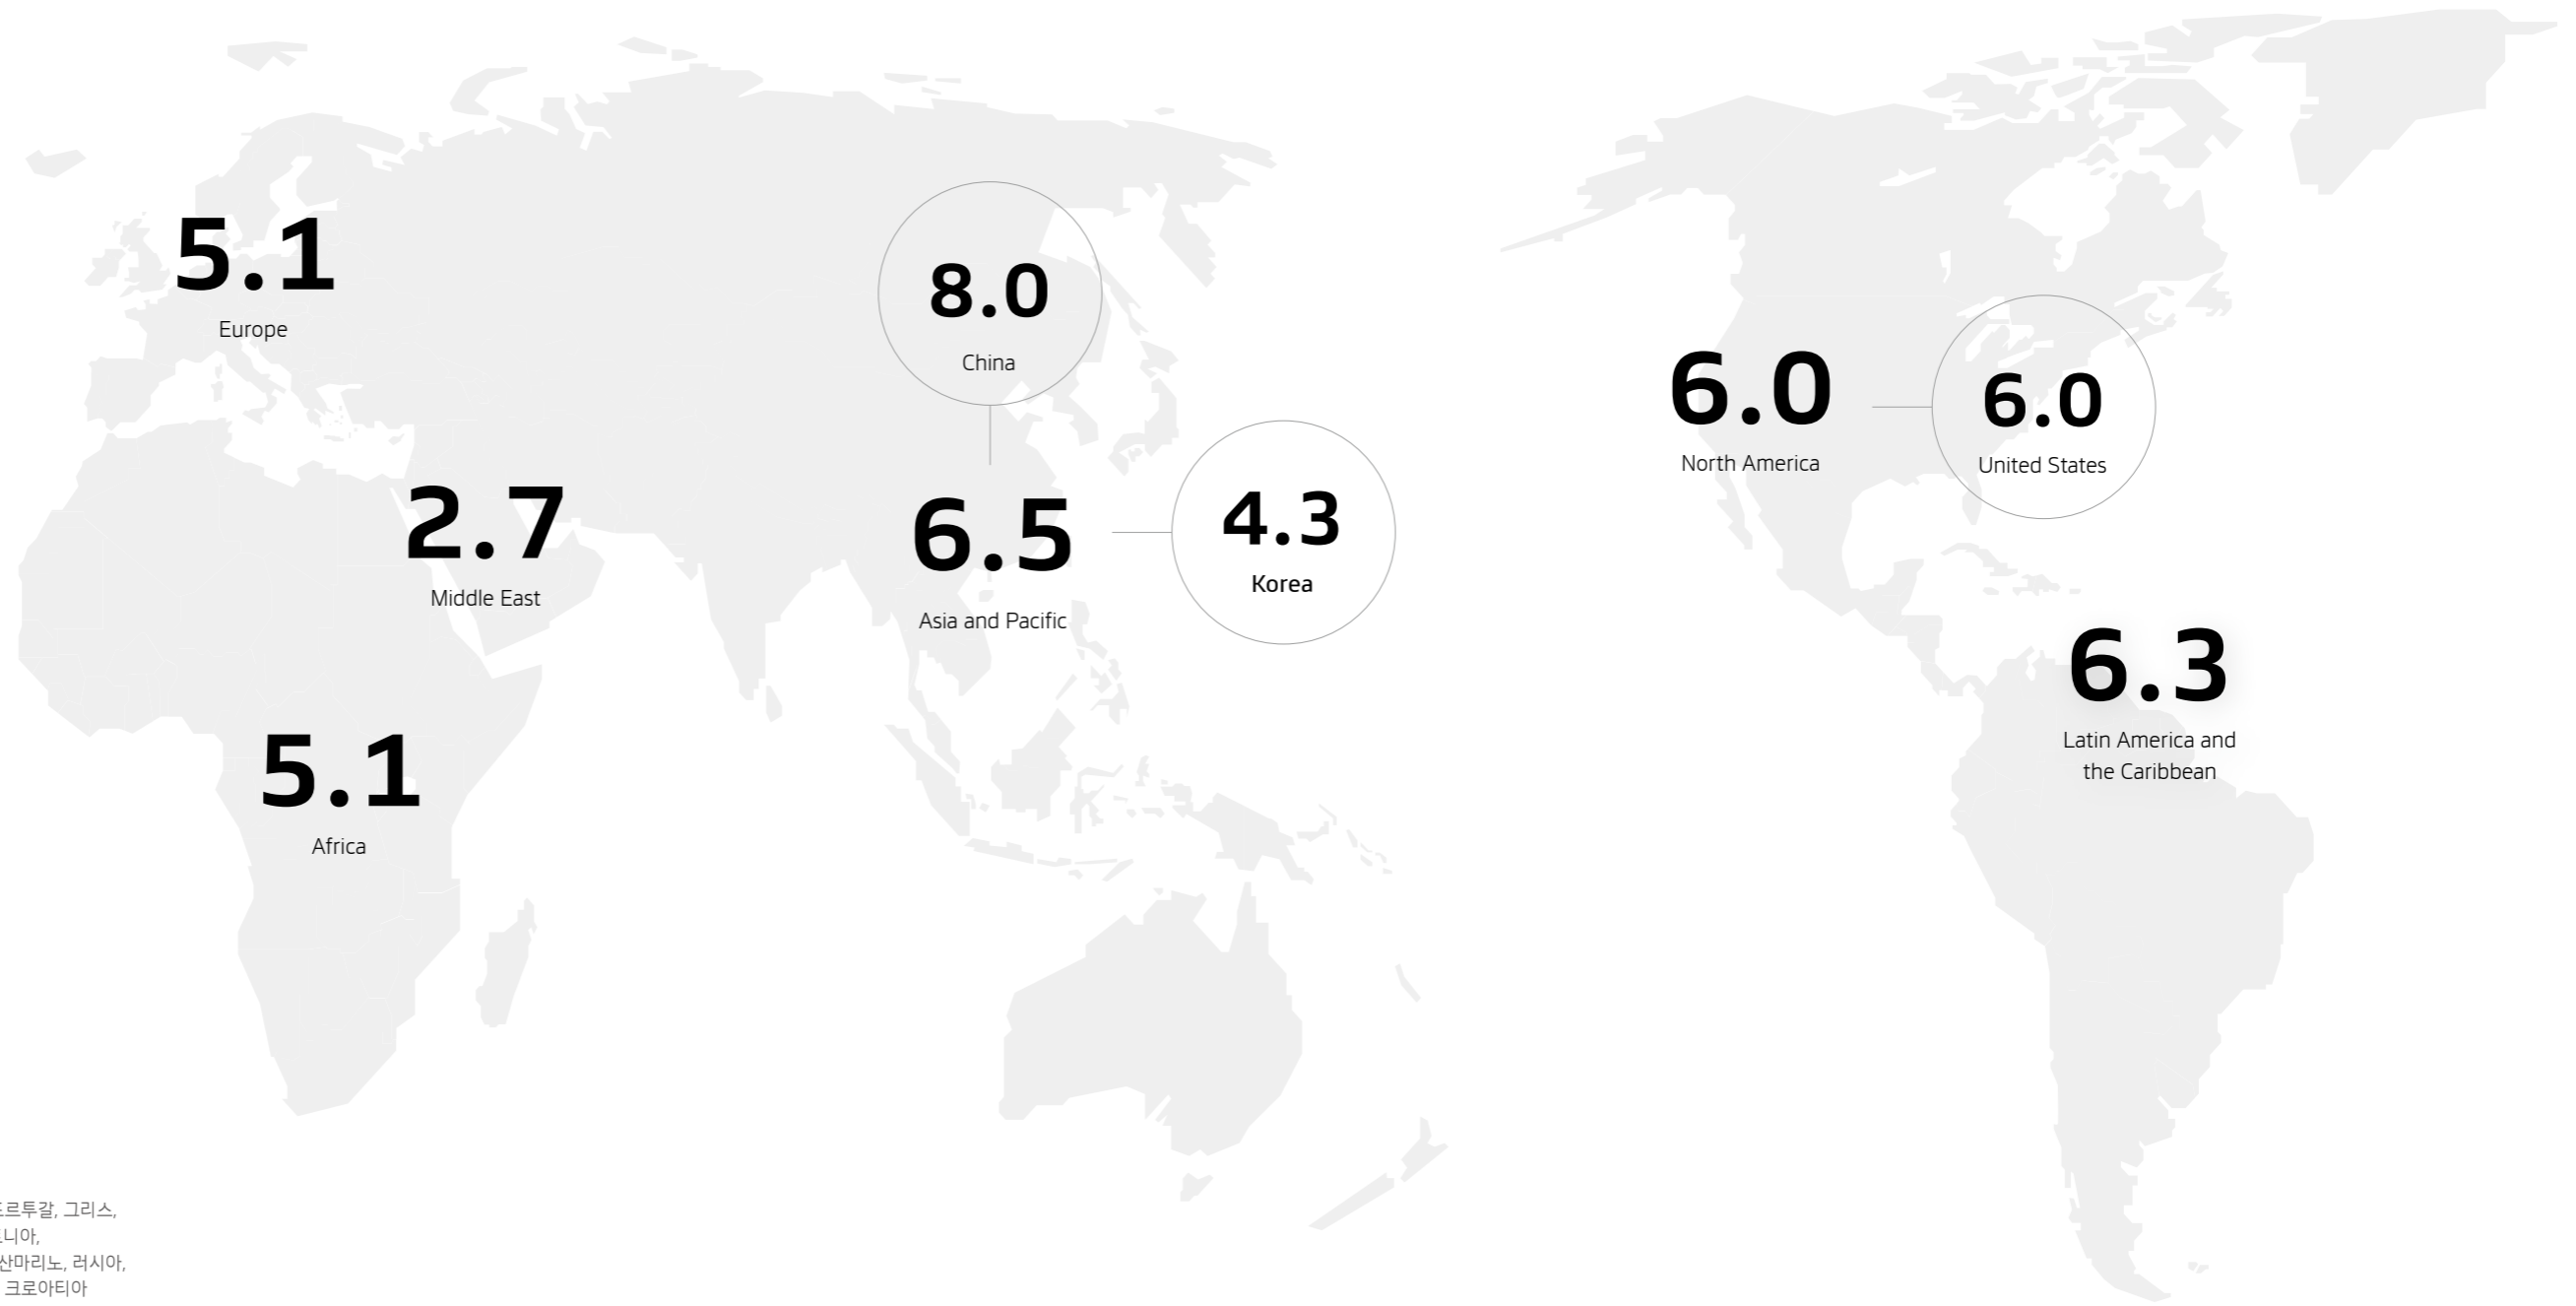 5.1
Europe
8.0
China
6.0
North America
6.0
United States
2.7
Middle East
6.5
Asia and Pacific
4.3
Korea
6.3
Latin America and
the Caribbean
5.1
Africa
그리스,
산마리노, 러시아,
크로아티아